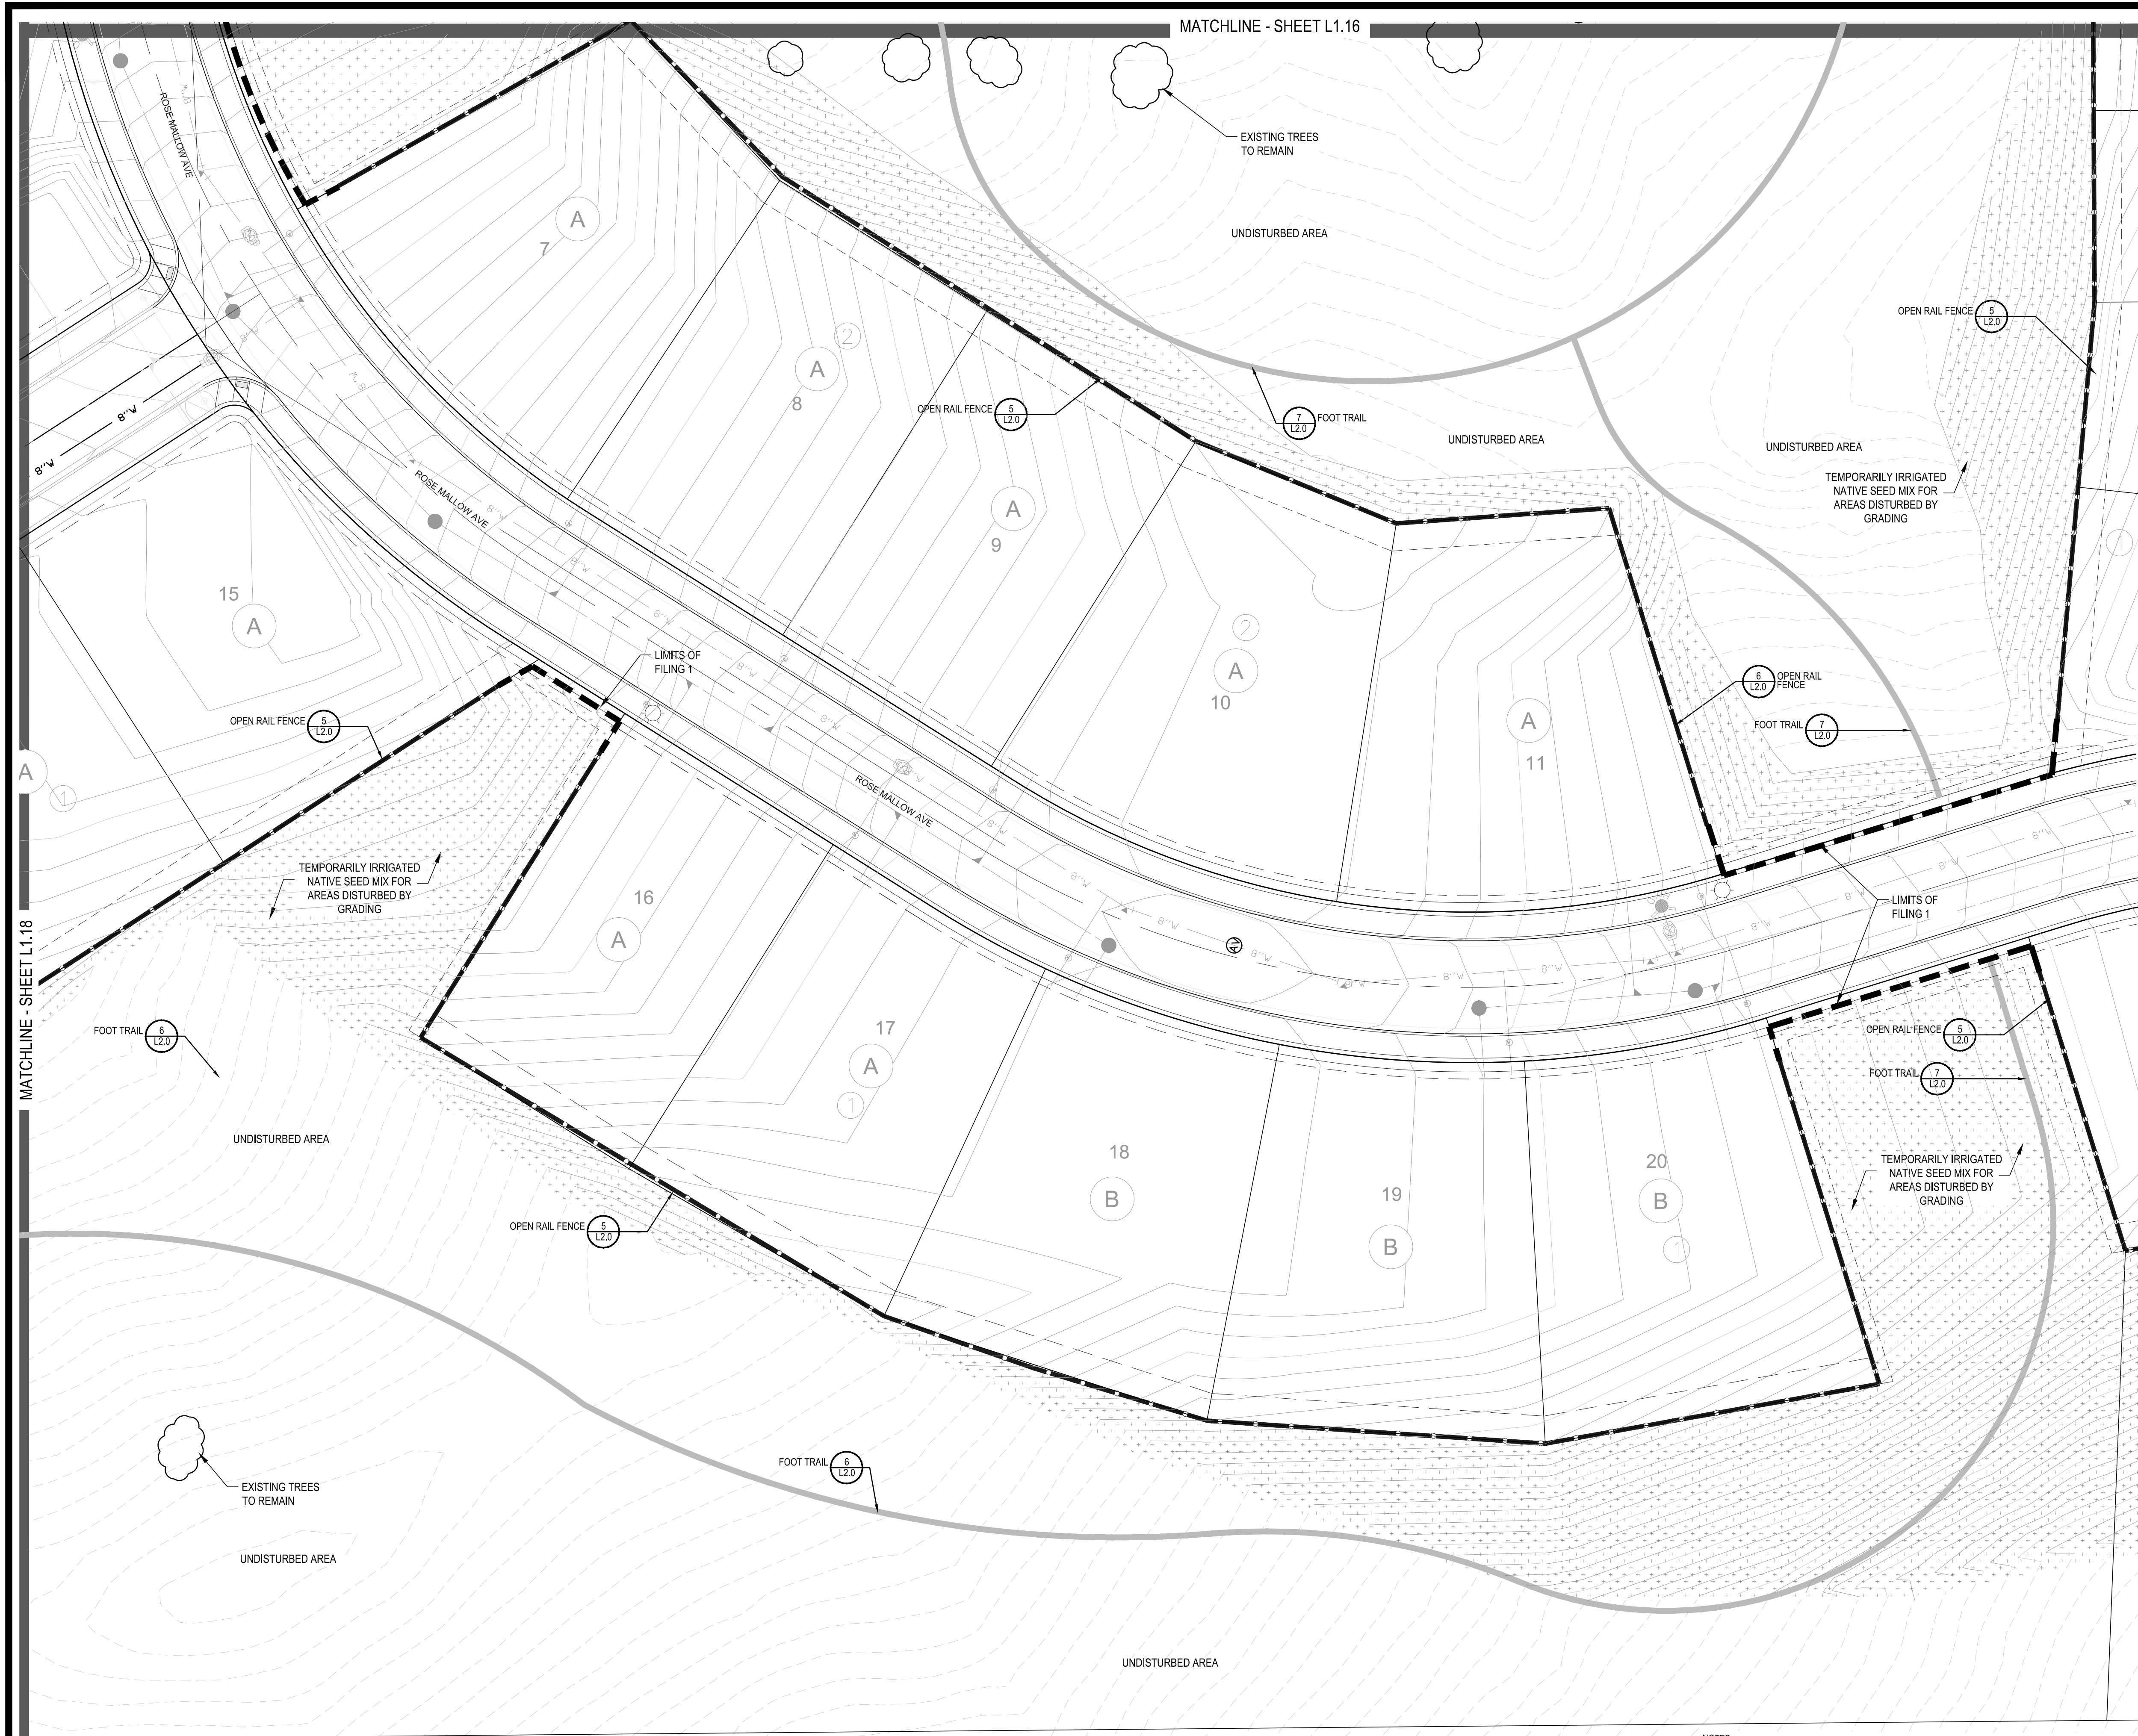 MATCHLINE - SHEET L1.16
ROSE MALLOW AVE
EXISTING TREES
TO REMAIN
A
7
UNDISTURBED AREA
OPEN RAIL FENCE
5
L2.0
2
A
8
OPEN RAIL FENCE
5
L2.0
7
L2.0
FOOT TRAIL
UNDISTURBED AREA
UNDISTURBED AREA
8"W
8"W
ROSE MALLOW AVE
TEMPORARILY IRRIGATED
NATIVE SEED MIX FOR
AREAS DISTURBED BY
GRADING
A
9
1
15
A
2
A
10
LIMITS OF
FILING 1
6
L2.0
OPEN RAIL
FENCE
OPEN RAIL FENCE
5
L2.0
A
11
FOOT TRAIL
7
L2.0
A
1
ROSE MALLOW AVE
TEMPORARILY IRRIGATED
NATIVE SEED MIX FOR
AREAS DISTURBED BY
GRADING
16
A
LIMITS OF
FILING 1
AV
8"W
8"W
8"W
8"W
MATCHLINE - SHEET L1.18
FOOT TRAIL
6
L2.0
17
A
1
OPEN RAIL FENCE
5
L2.0
FOOT TRAIL
7
L2.0
UNDISTURBED AREA
18
B
19
B
20
B
1
TEMPORARILY IRRIGATED
NATIVE SEED MIX FOR
AREAS DISTURBED BY
GRADING
OPEN RAIL FENCE
5
L2.0
FOOT TRAIL
6
L2.0
EXISTING TREES
TO REMAIN
UNDISTURBED AREA
UNDISTURBED AREA